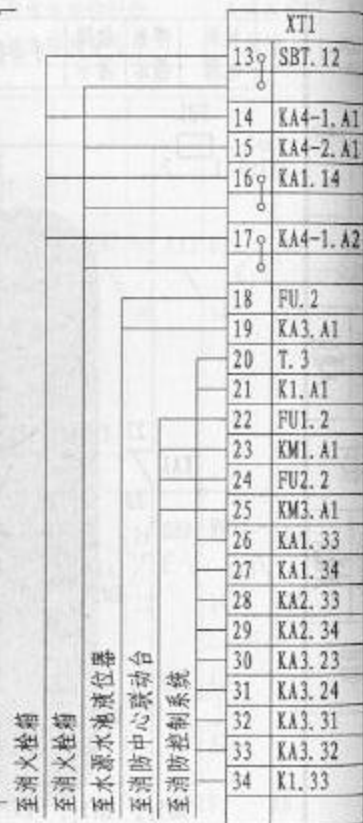 XT1
13 SBT.12
14 KA4-1.A1
15 KA4-2.A1
16 KA1.14
17 KA4-1.A2
18 FU.2
19 KA3.A1
20 T.3
21 K1.A1
22 FU1.2
23 KM1.A1
24 FU2.2
25 KM3.A1
26 KA1.33
27 KA1.34
28 KA2.33
29 KA2.34
30 KA3.23
31 KA3.24
32 KA3.31
33 KA3.32
34 K1.33
至消火栓箱
至消火栓箱
至水源水池液位器
至消防中心联动台
至消防控制系统